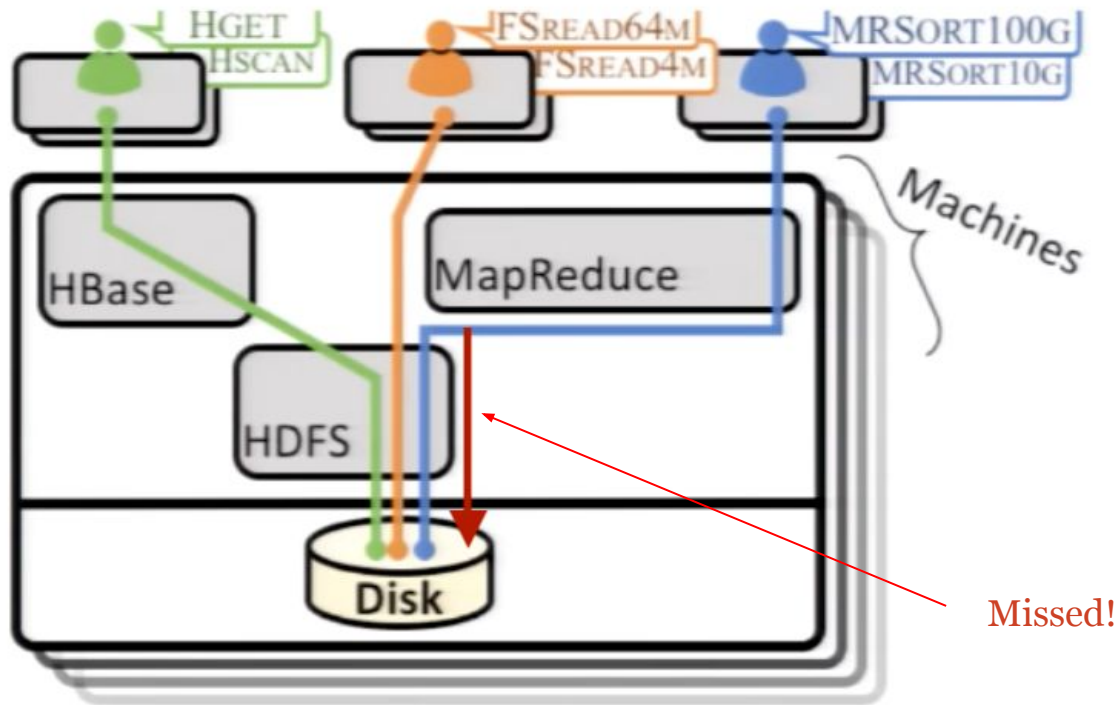 HGET
HSCAN
FSREAD64M
FSREAD4M
MRSORT100G
MRSORT10G
Machines
HBase
MapReduce
HDFS
Disk
Missed!